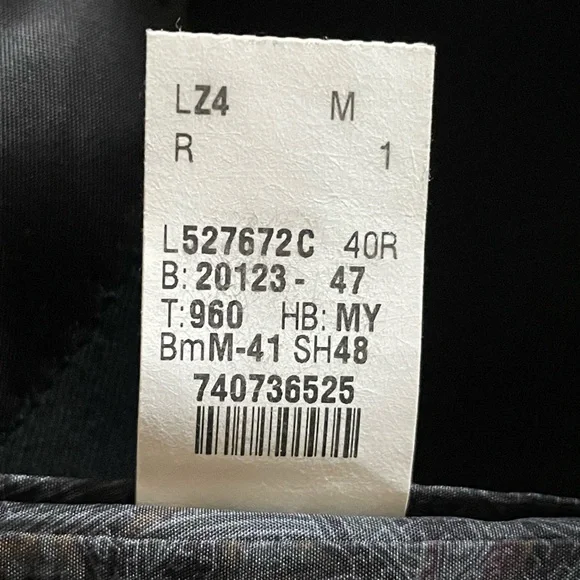 LZ4 M
R 1
L527672C 40R
B: 20123- 47
T:960 HB: MY
BmM-41 SH48
740736525